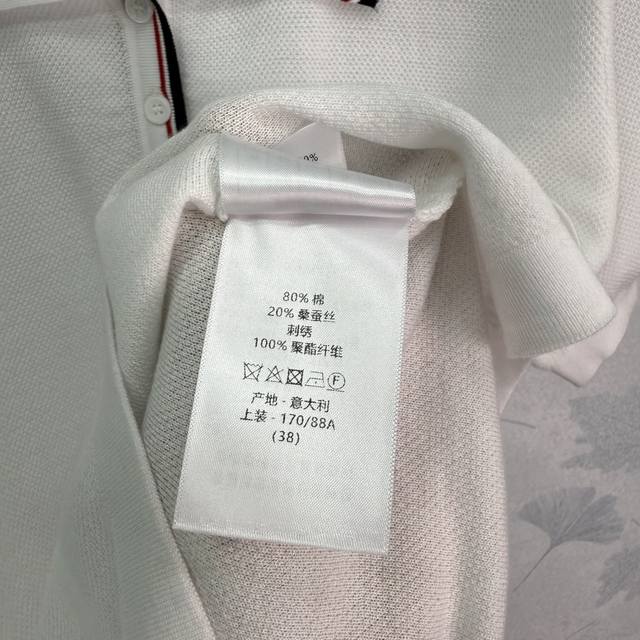 80% 棉
20% 桑蚕丝
刺绣
100% 聚酯纤维
F
产地 - 意大利
上装 - 170/88A
(38)